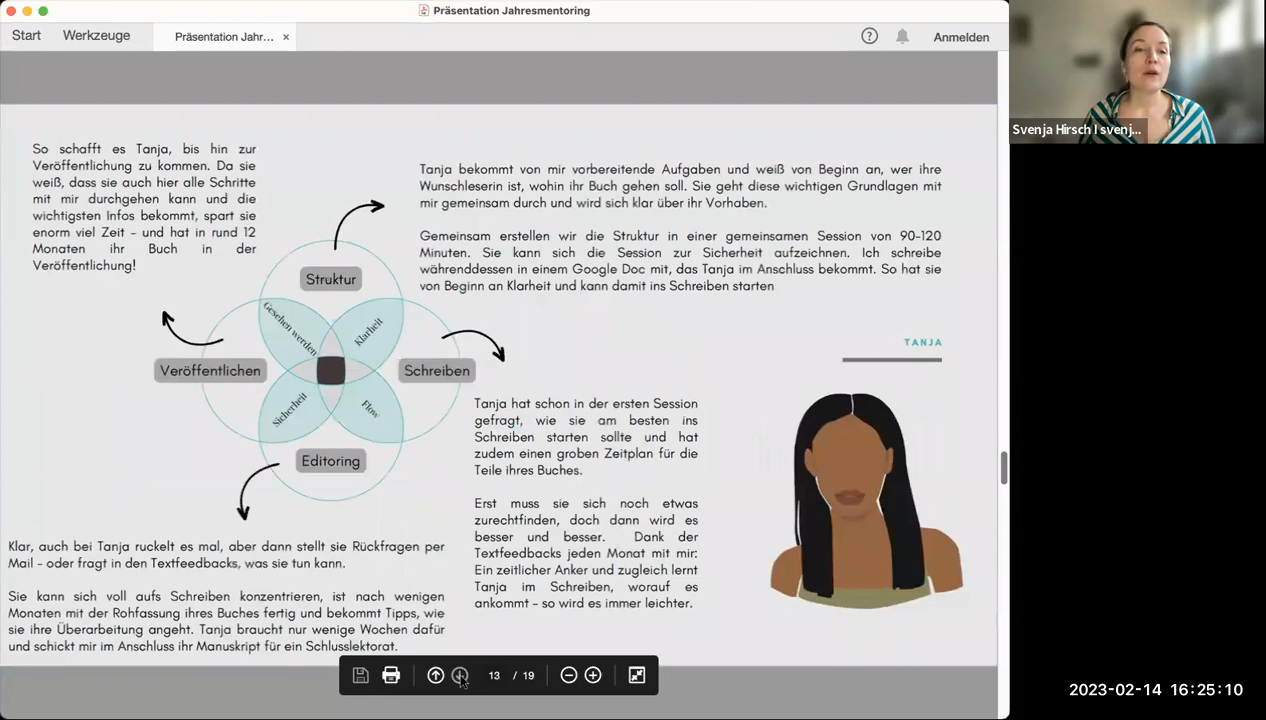 Präsentation Jahresmentoring
Start
Werkzeuge
Präsentation Jahr...
Anmelden
Svenja Hirsch I svenj...
So schafft es Tanja, bis hin zur
Veröffentlichung zu kommen. Da sie
weiß, dass sie auch hier alle Schritte
mit mir durchgehen kann und die
wichtigsten Infos bekommt, spart sie
enorm viel Zeit - und hat in rund 12
Monaten ihr Buch in der
Veröffentlichung!
Tanja bekommt von mir vorbereitende Aufgaben und weiß von Beginn an, wer ihre
Wunschleserin ist, wohin ihr Buch gehen soll. Sie geht diese wichtigen Grundlagen mit
mir gemeinsam durch und wird sich klar über ihr Vorhaben.
Gemeinsam erstellen wir die Struktur in einer gemeinsamen Session von 90-120
Minuten. Sie kann sich die Session zur Sicherheit aufzeichnen. Ich schreibe
währenddessen in einem Google Doc mit, das Tanja im Anschluss bekommt. So hat sie
von Beginn an Klarheit und kann damit ins Schreiben starten
Struktur
Gesehen werden
Klarheit
Veröffentlichen
Schreiben
Sicherheit
Flow
Editoring
TANJA
Tanja hat schon in der ersten Session
gefragt, wie sie am besten ins
Schreiben starten sollte und hat
zudem einen groben Zeitplan für die
Teile ihres Buches.
Erst muss sie sich noch etwas
zurechtfinden, doch dann wird es
besser und besser. Dank der
Textfeedbacks jeden Monat mit mir:
Ein zeitlicher Anker und zugleich lernt
Tanja im Schreiben, worauf es
ankommt - so wird es immer leichter.
Klar, auch bei Tanja ruckelt es mal, aber dann stellt sie Rückfragen per
Mail - oder fragt in den Textfeedbacks, was sie tun kann.
Sie kann sich voll aufs Schreiben konzentrieren, ist nach wenigen
Monaten mit der Rohfassung ihres Buches fertig und bekommt Tipps, wie
sie ihre Überarbeitung angeht. Tanja braucht nur wenige Wochen dafür
und schickt mir im Anschluss ihr Manuskript für ein Schlusslektorat.
13 / 19
2023-02-14 16:25:10